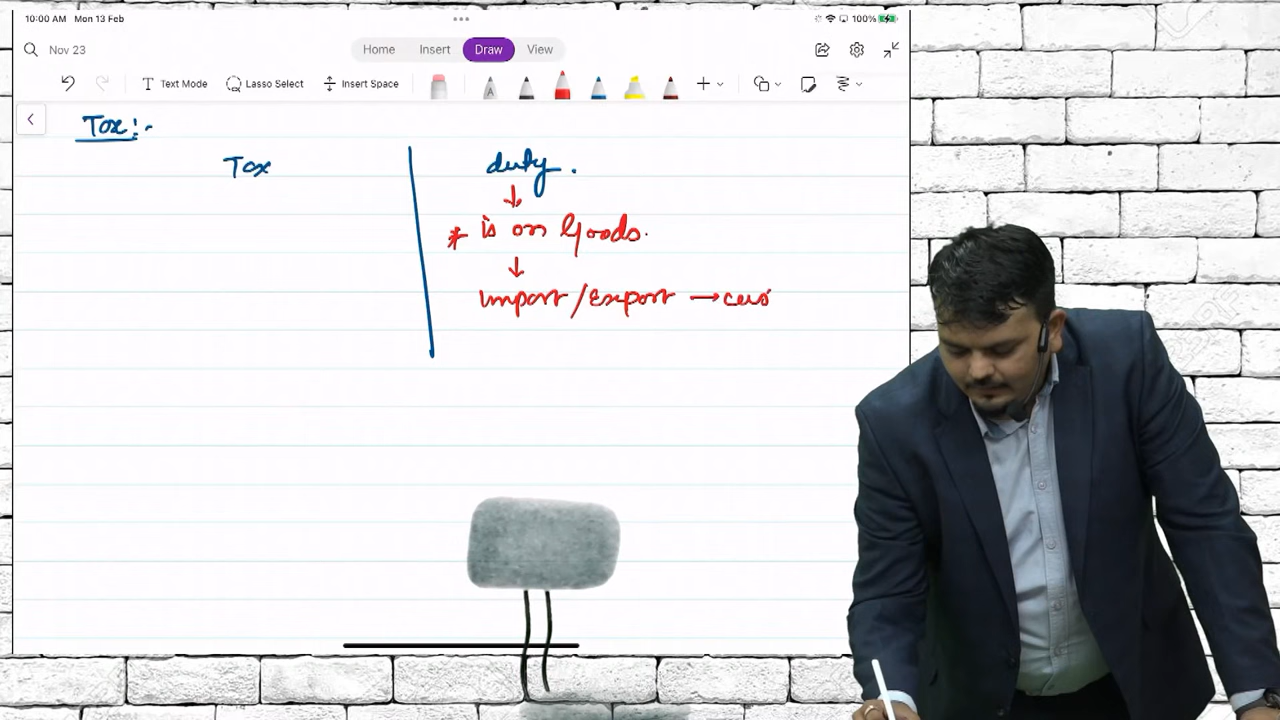 10:00 AM Mon 13 Feb
100%
Nov 23
Home Insert Draw View
Text Mode Lasso Select Insert Space
Tax:-
Tax
duty.
* is on Goods.
Import/Export → cus